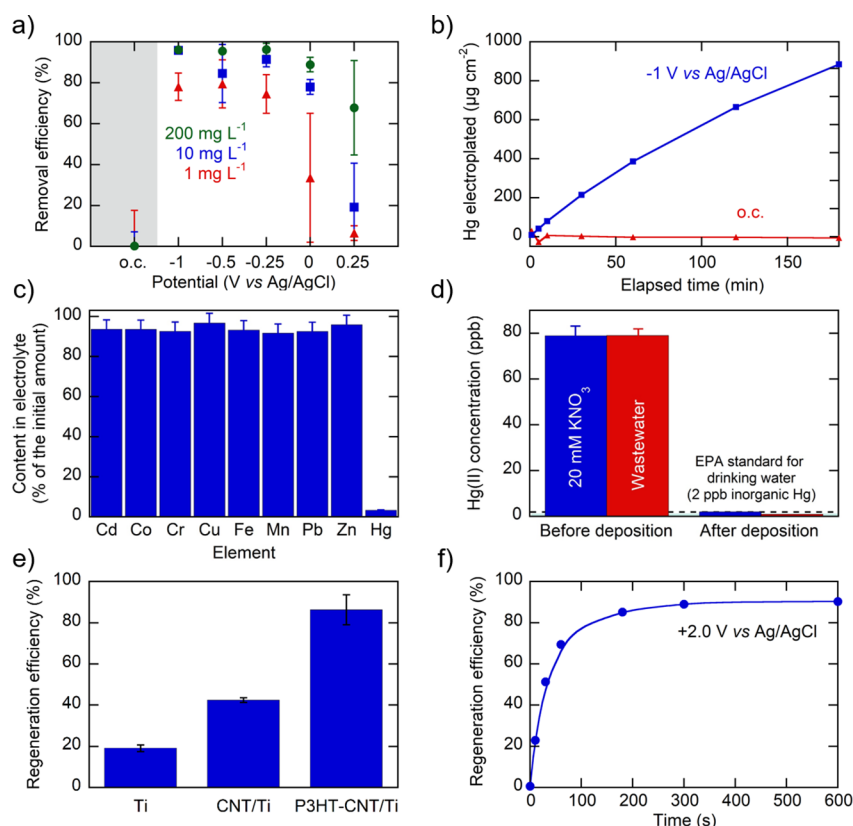 a)
Removal efficiency (%)
100
80
60
40
20
0
200 mg L⁻¹
10 mg L⁻¹
1 mg L⁻¹
o.c.
-1
-0.5
-0.25
0
0.25
Potential (V vs Ag/AgCl)
b)
Hg electroplated (µg cm⁻²)
1000
800
600
400
200
0
-1 V vs Ag/AgCl
o.c.
0
50
100
150
Elapsed time (min)
c)
Content in electrolyte
(% of the initial amount)
100
80
60
40
20
0
Cd Co Cr Cu Fe Mn Pb Zn Hg
Element
d)
Hg(II) concentration (ppb)
80
60
40
20
0
20 mM KNO₃
Wastewater
EPA standard for
drinking water
(2 ppb inorganic Hg)
Before deposition
After deposition
e)
Regeneration efficiency (%)
100
80
60
40
20
0
Ti
CNT/Ti
P3HT-CNT/Ti
f)
Regeneration efficiency (%)
100
80
60
40
20
0
+2.0 V vs Ag/AgCl
0
200
400
600
Time (s)